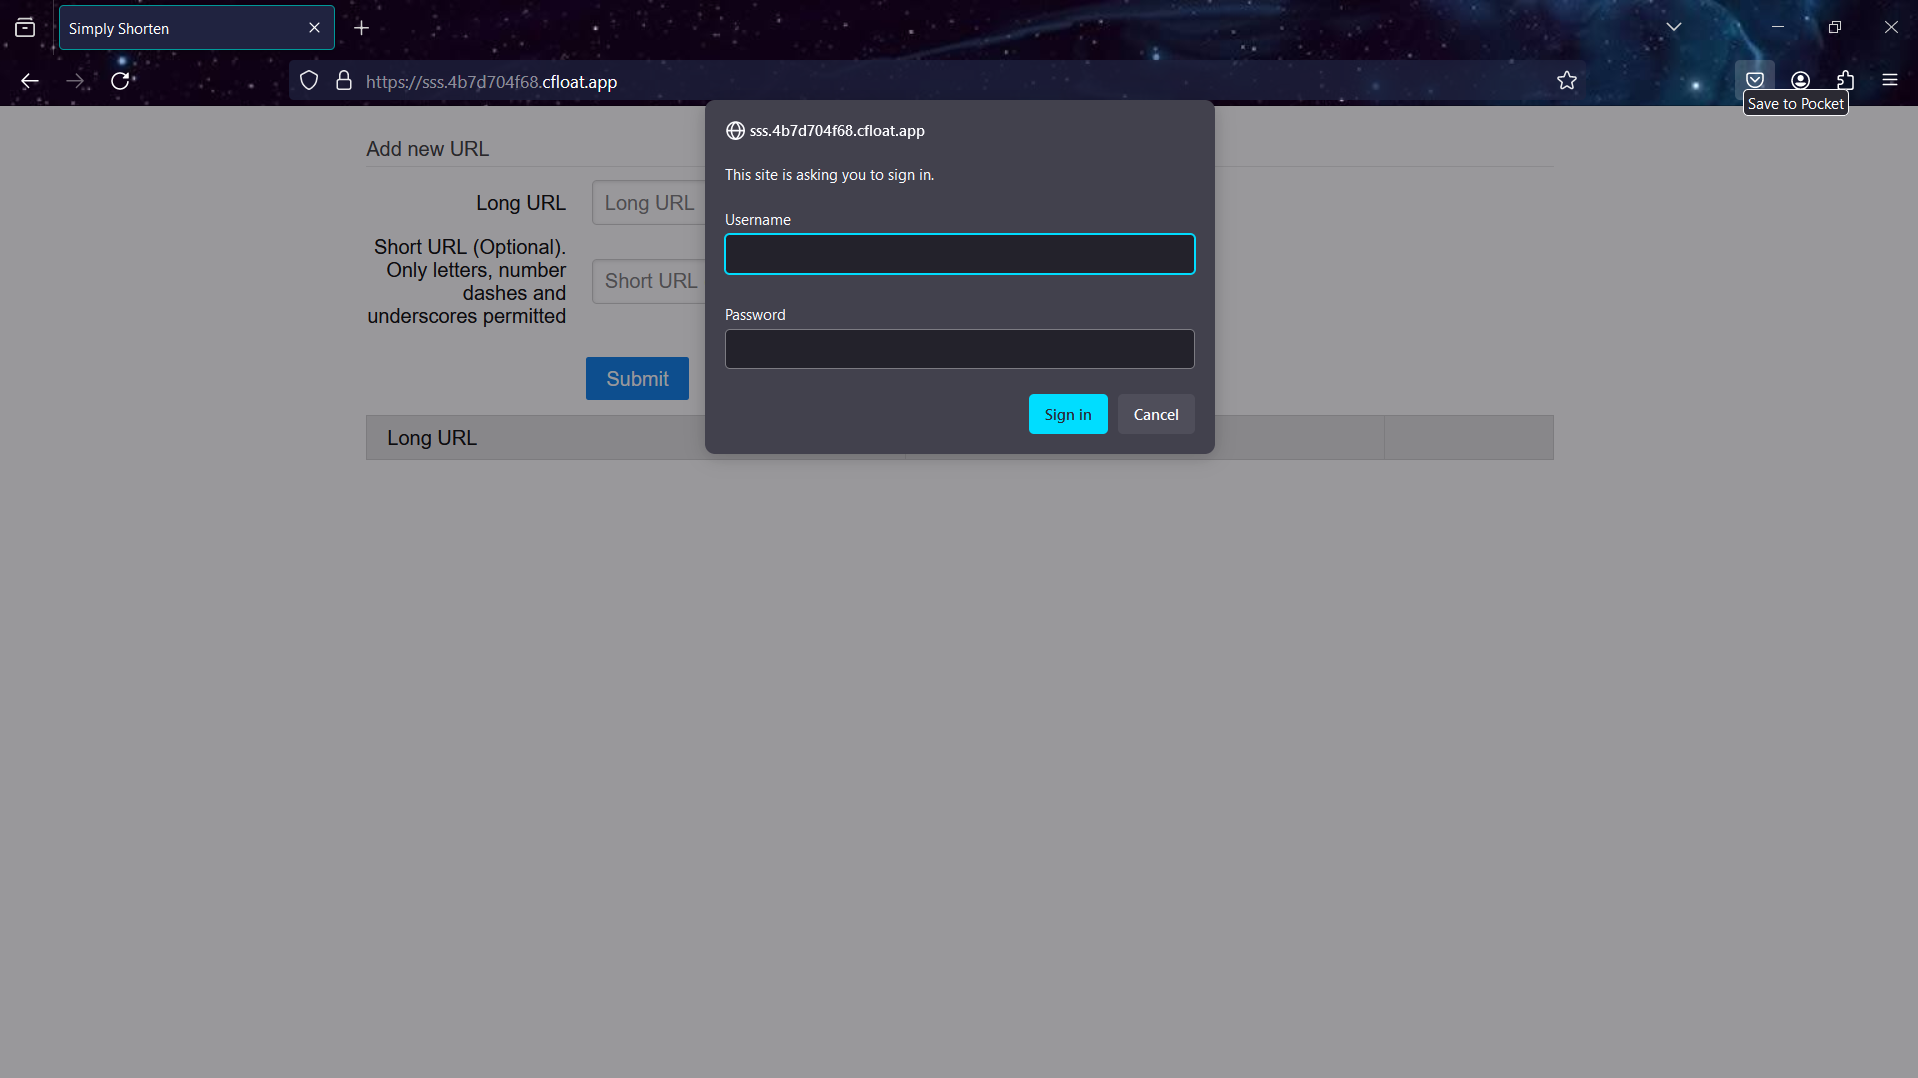 Simply Shorten
https://sss.4b7d704f68.cfloat.app
Save to Pocket
sss.4b7d704f68.cfloat.app
This site is asking you to sign in.
Username
Password
Sign in
Cancel
Add new URL
Long URL
Long URL
Short URL (Optional).
Only letters, number
dashes and
underscores permitted
Short URL
Submit
Long URL